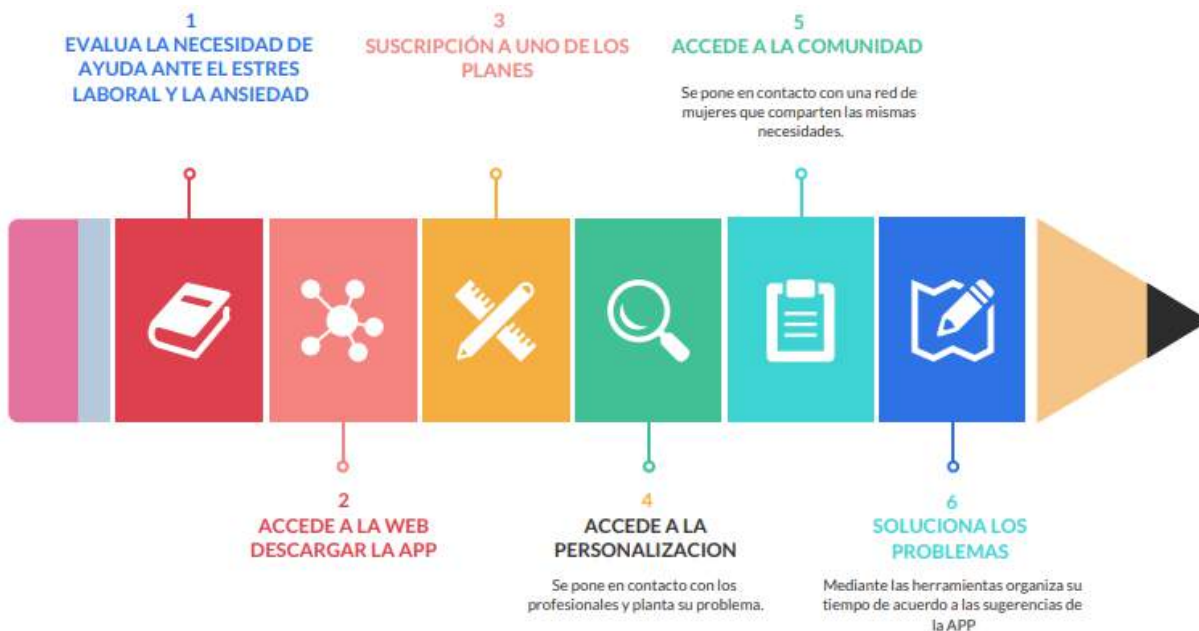 1
EVALUA LA NECESIDAD DE
AYUDA ANTE EL ESTRES
LABORAL Y LA ANSIEDAD
2
ACCEDE A LA WEB
DESCARGAR LA APP
3
SUSCRIPCIÓN A UNO DE LOS
PLANES
4
ACCEDE A LA
PERSONALIZACION
Se pone en contacto con los
profesionales y planta su problema.
5
ACCEDE A LA COMUNIDAD
Se pone en contacto con una red de
mujeres que comparten las mismas
necesidades.
6
SOLUCIONA LOS
PROBLEMAS
Mediante las herramientas organiza su
tiempo de acuerdo a las sugerencias de
la APP